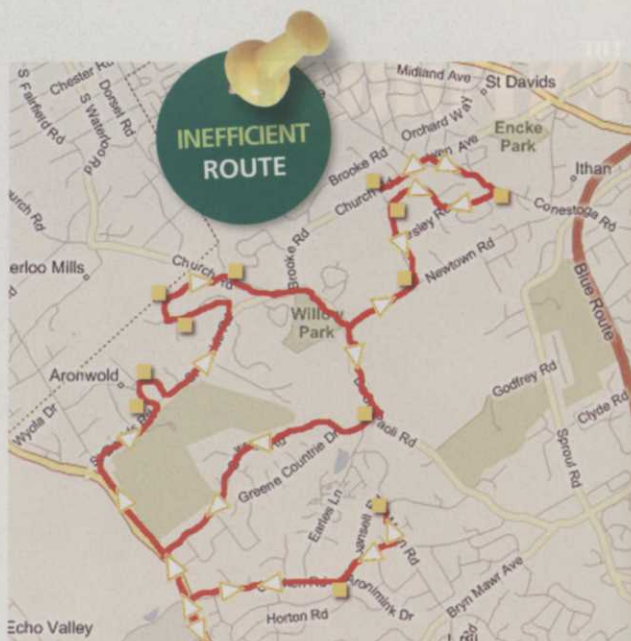 INEFFICIENT
ROUTE
Midland Ave
St Davids
Chester Rd
S Fairfield Rd
Dorset Rd
S Waterloo Rd
Orchard Way
Encke
Park
Brooke Rd
Ithan
Church Rd
Conestoga Rd
Newtown Rd
Blue Route
Brooke Rd
Church Rd
erloo Mills
Willow
Park
Aronwold
Godfrey Rd
Clyde Rd
Wyola Dr
Paoli Rd
Greene Countrie Dr
Sproul Rd
Earles Ln
Bryn Mawr Ave
Aronimink Dr
Horton Rd
Echo Valley